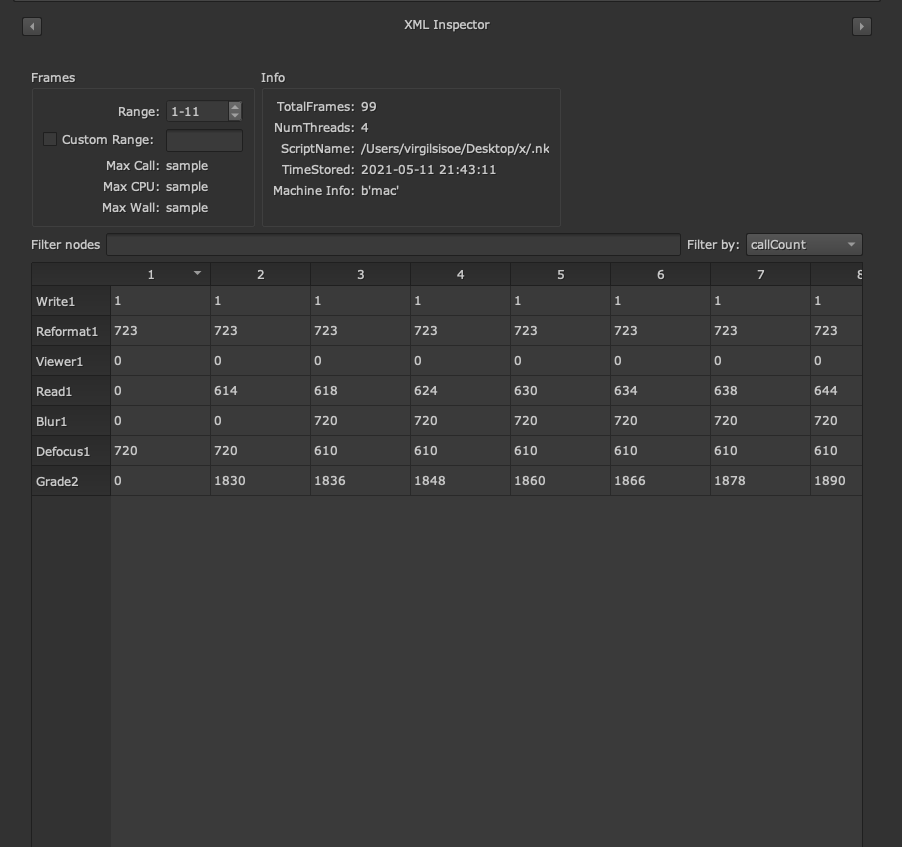 XML Inspector
Frames
Range: 1-11
Custom Range:
Max Call: sample
Max CPU: sample
Max Wall: sample
Info
TotalFrames: 99
NumThreads: 4
ScriptName: /Users/virgilsisoe/Desktop/x/.nk
TimeStored: 2021-05-11 21:43:11
Machine Info: b'mac'
Filter nodes
Filter by: callCount
1 2 3 4 5 6 7 8
Write1 1 1 1 1 1 1 1 1
Reformat1 723 723 723 723 723 723 723 723
Viewer1 0 0 0 0 0 0 0 0
Read1 0 614 618 624 630 634 638 644
Blur1 0 0 720 720 720 720 720 720
Defocus1 720 720 610 610 610 610 610 610
Grade2 0 1830 1836 1848 1860 1866 1878 1890